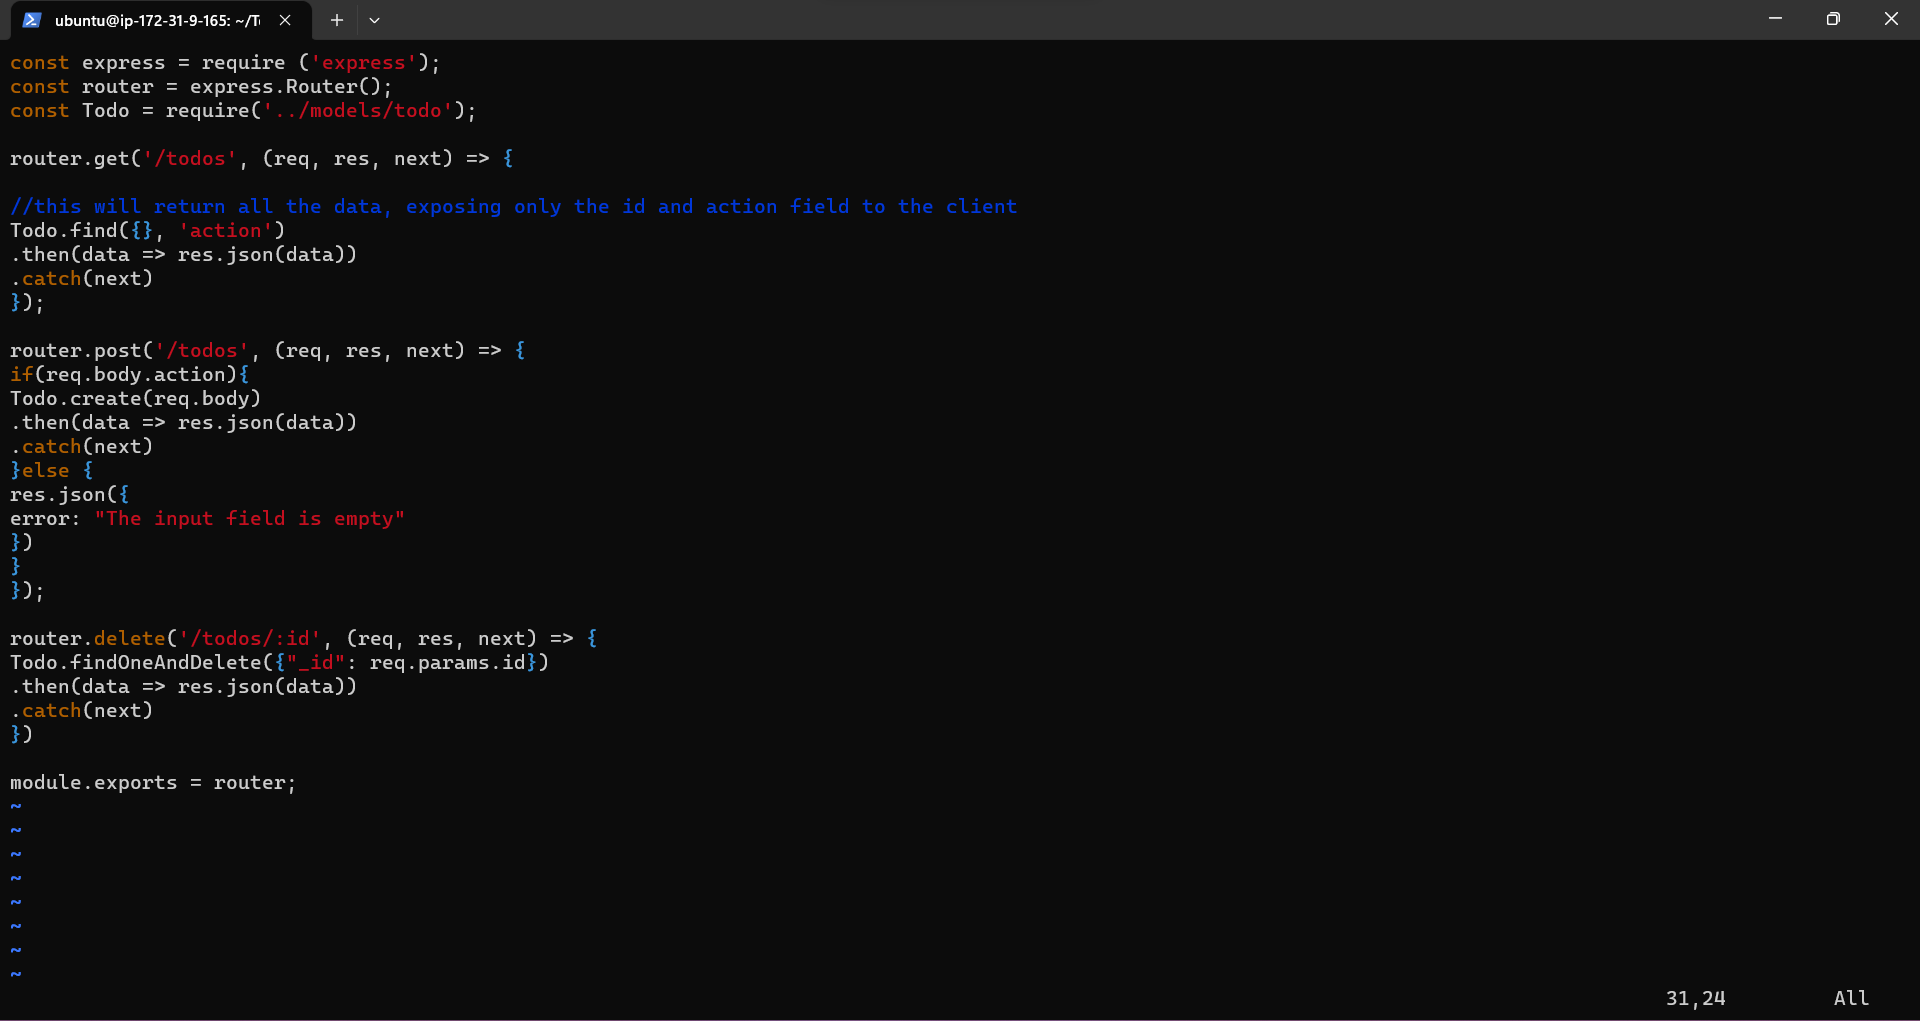 ubuntu@ip-172-31-9-165: ~/T
const express = require ('express');
const router = express.Router();
const Todo = require('../models/todo');

router.get('/todos', (req, res, next) => {

//this will return all the data, exposing only the id and action field to the client
Todo.find({}, 'action')
.then(data => res.json(data))
.catch(next)
});

router.post('/todos', (req, res, next) => {
if(req.body.action){
Todo.create(req.body)
.then(data => res.json(data))
.catch(next)
}else {
res.json({
error: "The input field is empty"
})
}
});

router.delete('/todos/:id', (req, res, next) => {
Todo.findOneAndDelete({"_id": req.params.id})
.then(data => res.json(data))
.catch(next)
})

module.exports = router;
~
~
~
~
~
~
~
~
31,24 All